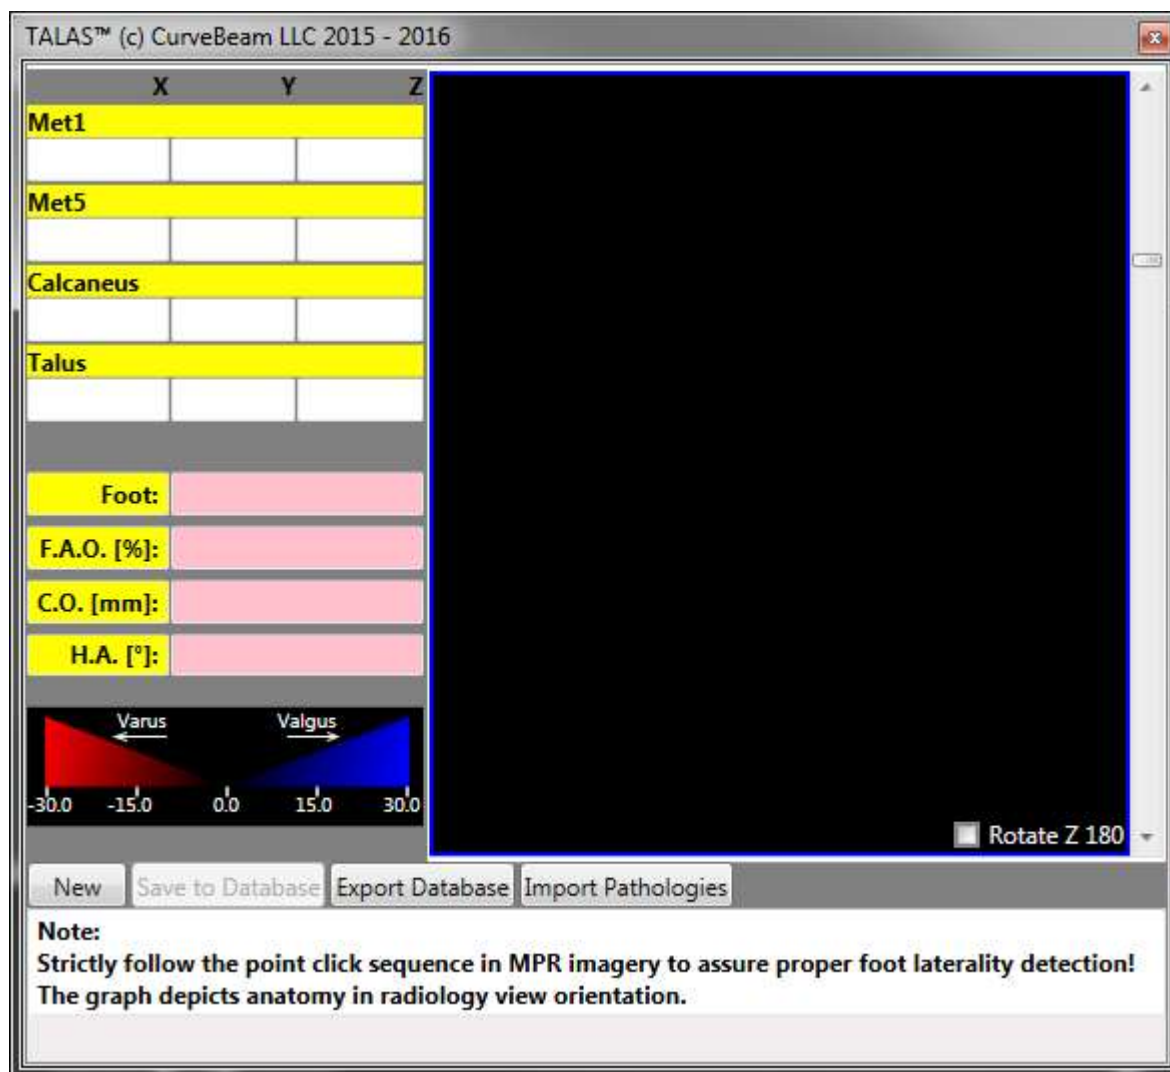 TALAS™ (c) CurveBeam LLC 2015 - 2016
X Y Z
Met1
Met5
Calcaneus
Talus
Foot:
F.A.O. [%]:
C.O. [mm]:
H.A. [°]:
Varus Valgus
-30.0 -15.0 0.0 15.0 30.0
Rotate Z 180
New Save to Database Export Database Import Pathologies
Note:
Strictly follow the point click sequence in MPR imagery to assure proper foot laterality detection!
The graph depicts anatomy in radiology view orientation.